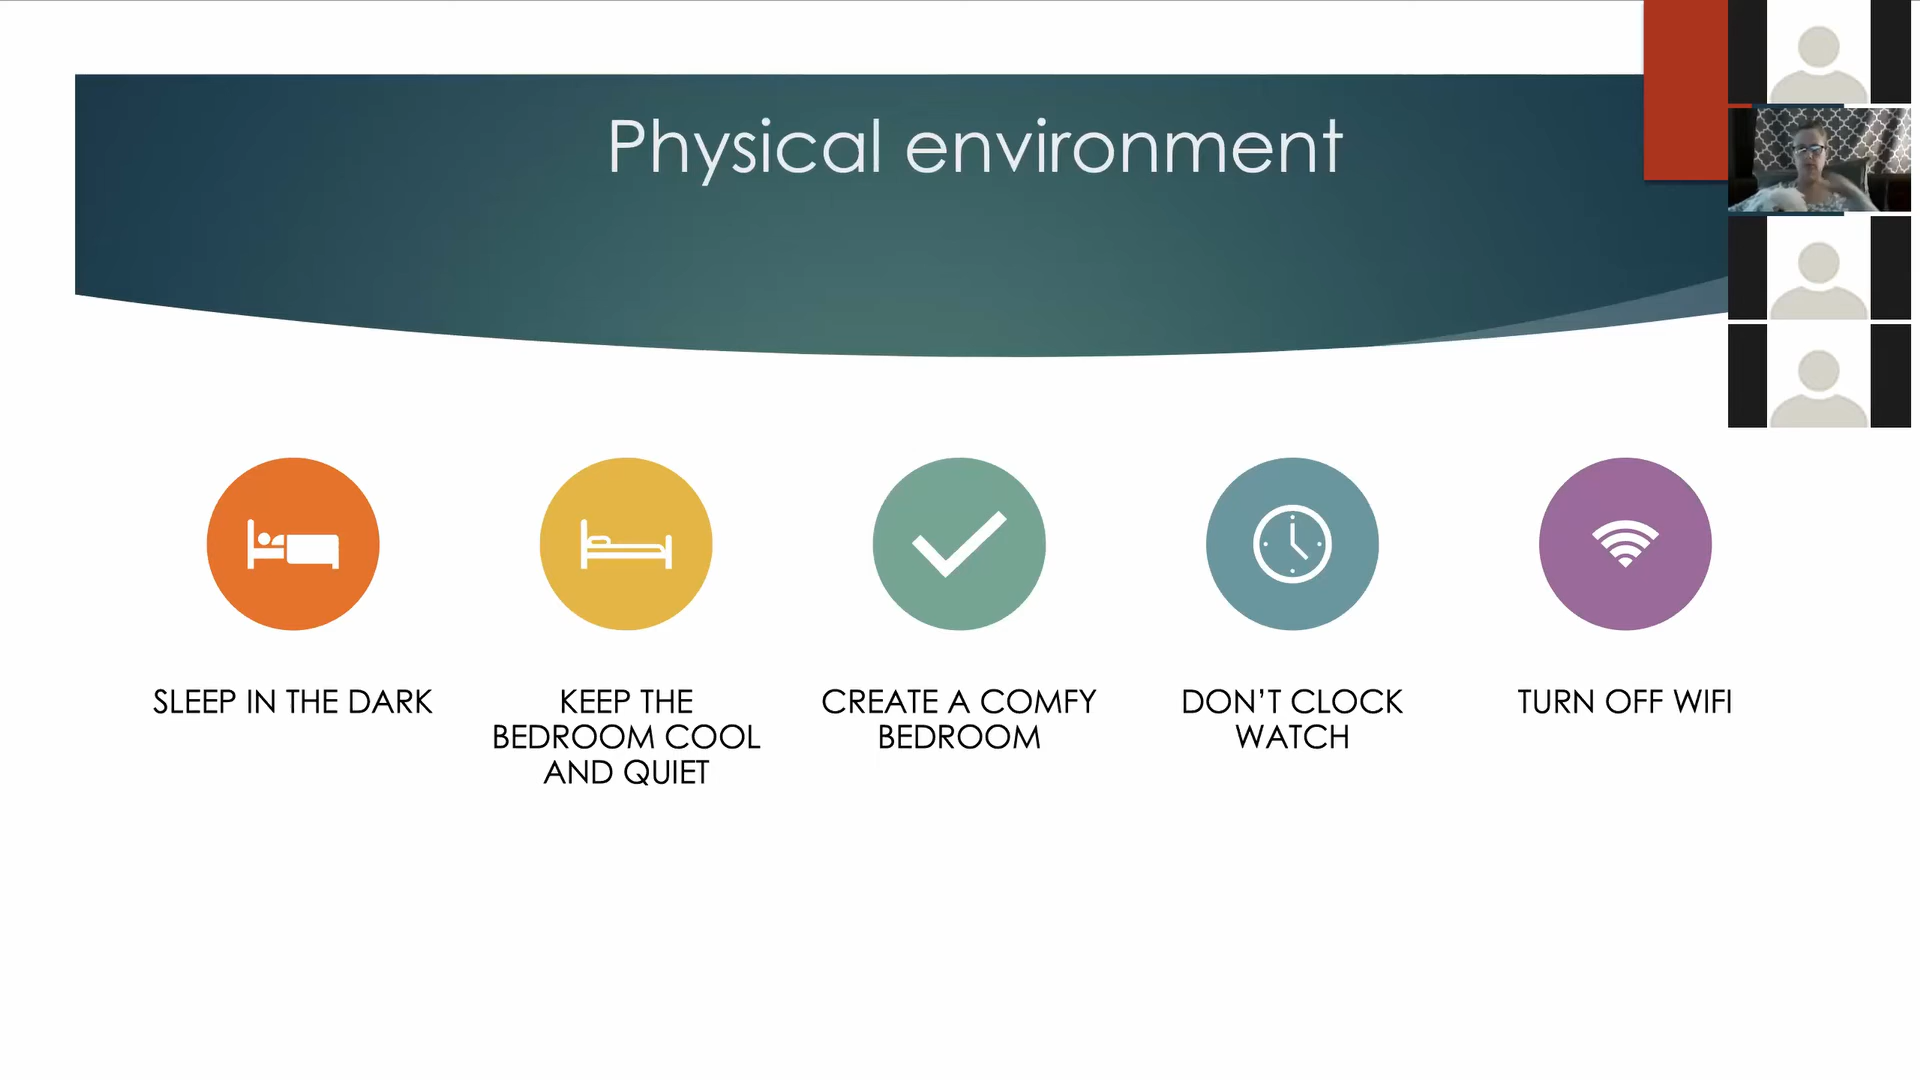 Physical environment
SLEEP IN THE DARK
KEEP THE
BEDROOM COOL
AND QUIET
CREATE A COMFY
BEDROOM
DON’T CLOCK
WATCH
TURN OFF WIFI